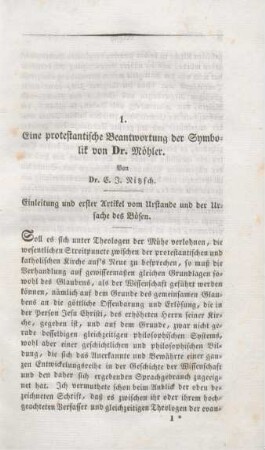 1.
Eine protestantische Beantwortung der Symbo-
lik von Dr. Möhler.
Von
Dr. C. J. Nitzsch.
Einleitung und erster Artikel vom Urstande und der Ur-
sache des Bösen.
Soll es sich unter Theologen der Mühe verlohnen, die
wesentlichen Streitpuncte zwischen der protestantischen und
katholischen Kirche auf's Neue zu besprechen, so muß die
Verhandlung auf gewissermaßen gleichen Grundlagen so-
wohl des Glaubens, als der Wissenschaft geführt werden
können, nämlich auf dem Grunde des gemeinsamen Glau-
bens an die göttliche Offenbarung und Erlösung, die in
der Person Jesu Christi, des erhöheten Herrn seiner Kir-
che, gegeben ist, und auf dem Grunde, zwar nicht gera-
desselbigen gleichzeitigen philosophischen Systems,
wohl aber einer geschichtlichen und philosophischen Bil-
dung, die sich das Anerkannte und Bewährte einer gan-
zen Entwickelungsreihe in der Geschichte der Wissenschaft
und den daher sich ergebenden Sprachgebrauch zugeeig-
net hat. Ich vermuthete schon beim Anblick der oben be-
zeichneten Schrift, daß es zwischen ihr oder ihrem hoch-
geachteten Verfasser und gleichzeitigen Theologen der evan-
1 *